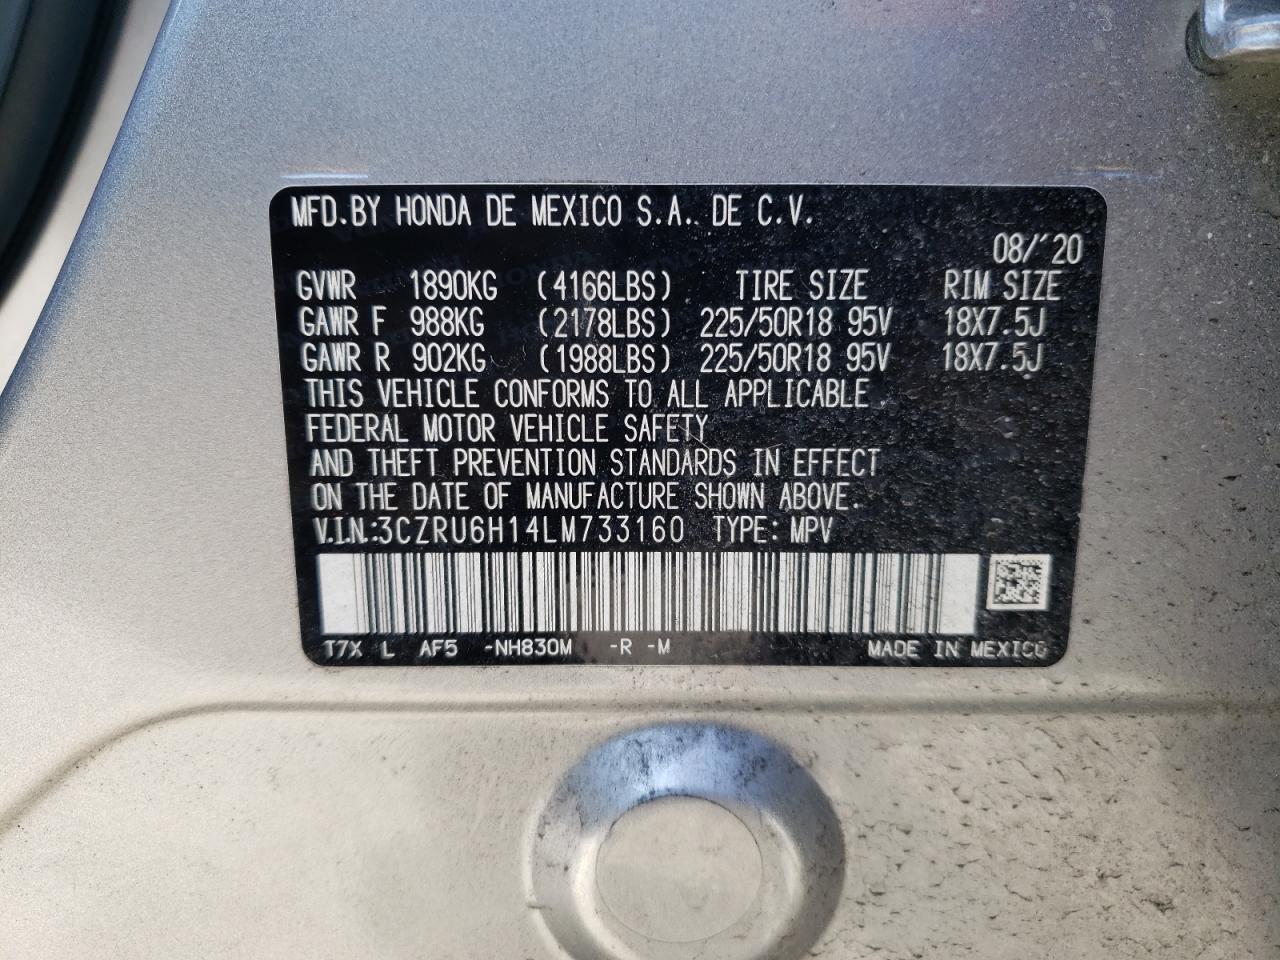 MFD.BY HONDA DE MEXICO S.A. DE C.V.
08/'20
GVWR 1890KG (4166LBS) TIRE SIZE RIM SIZE
GAWR F 988KG (2178LBS) 225/50R18 95V 18X7.5J
GAWR R 902KG (1988LBS) 225/50R18 95V 18X7.5J
THIS VEHICLE CONFORMS TO ALL APPLICABLE
FEDERAL MOTOR VEHICLE SAFETY
AND THEFT PREVENTION STANDARDS IN EFFECT
ON THE DATE OF MANUFACTURE SHOWN ABOVE.
V.I.N.:3CZRU6H14LM733160 TYPE: MPV
T7X L AF5 -NH830M -R -M MADE IN MEXICO